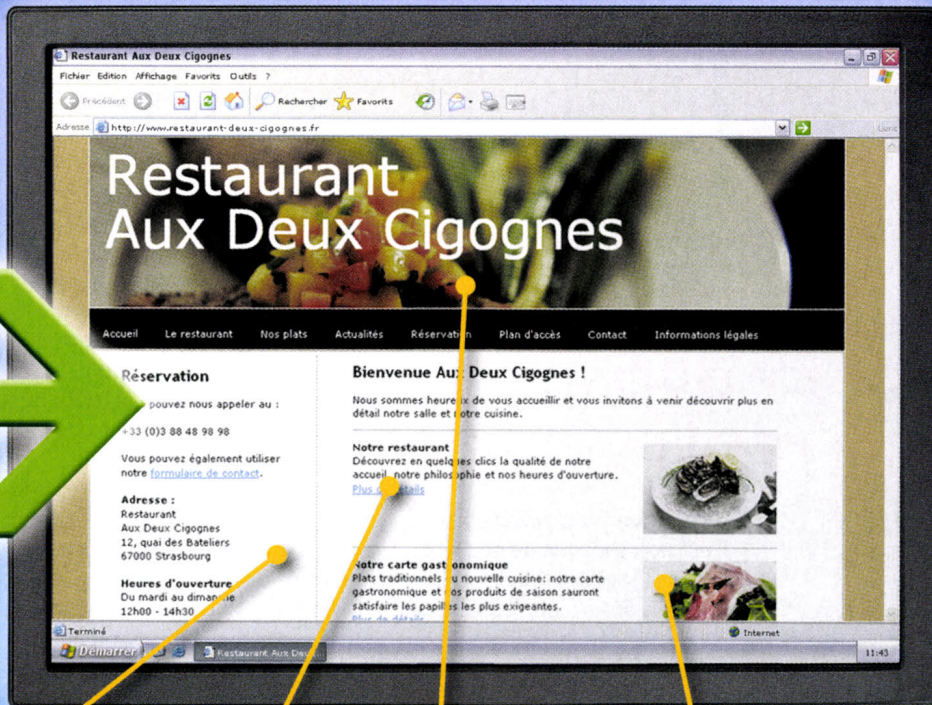 Restaurant Aux Deux Cigognes
Fichier Edition Affichage Favorits Outils ?
Précédent Rechercher Favorits
Adresse http://www.restaurant-deux-cigognes.fr Liens
Restaurant
Aux Deux Cigognes
Accueil Le restaurant Nos plats Actualités Réservation Plan d'accès Contact Informations légales
Réservation
pouvez nous appeler au :
+33 (0)3 88 48 98 98
Vous pouvez également utiliser
notre formulaire de contact.
Adresse :
Restaurant
Aux Deux Cigognes
12, quai des Bateliers
67000 Strasbourg
Heures d'ouverture
Du mardi au dimanche
12h00 - 14h30
Bienvenue Aux Deux Cigognes !
Nous sommes heureux de vous accueillir et vous invitons à venir découvrir plus en
détail notre salle et notre cuisine.
Notre restaurant
Découvrez en quelques clics la qualité de notre
accueil, notre philosophie et nos heures d'ouverture.
Plus de détails
Notre carte gastronomique
Plats traditionnels ou nouvelle cuisine: notre carte
gastronomique et nos produits de saison sauront
satisfaire les papilles les plus exigeantes.
Plus de détails
Terminé Internet
Démarrer Restaurant Aux Deux... 11:43